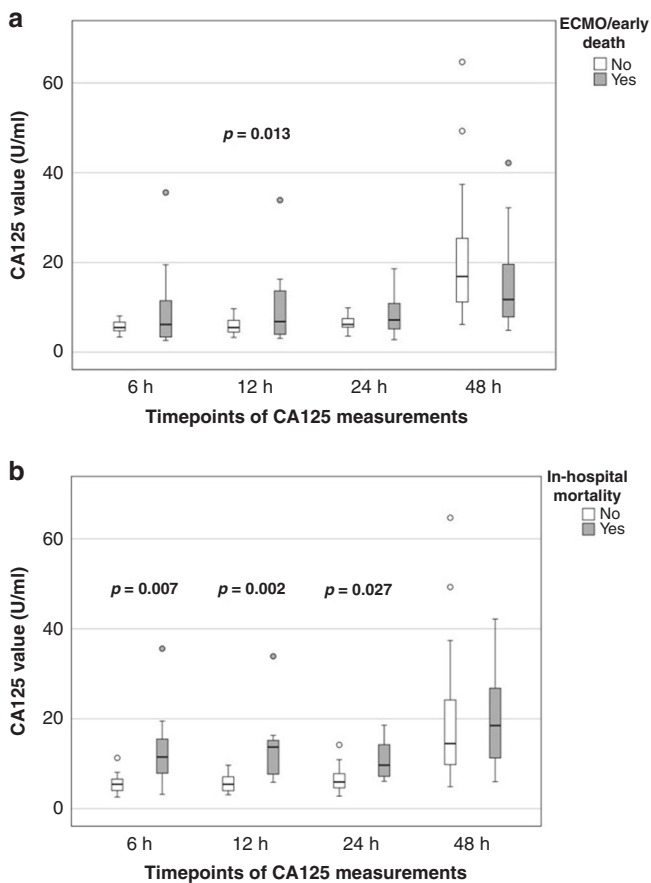 a
ECMO/early
death
No
Yes
CA125 value (U/ml)
60
40
20
0
p = 0.013
6 h 12 h 24 h 48 h
Timepoints of CA125 measurements
b
In-hospital
mortality
No
Yes
CA125 value (U/ml)
60
40
20
0
p = 0.007 p = 0.002 p = 0.027
6 h 12 h 24 h 48 h
Timepoints of CA125 measurements